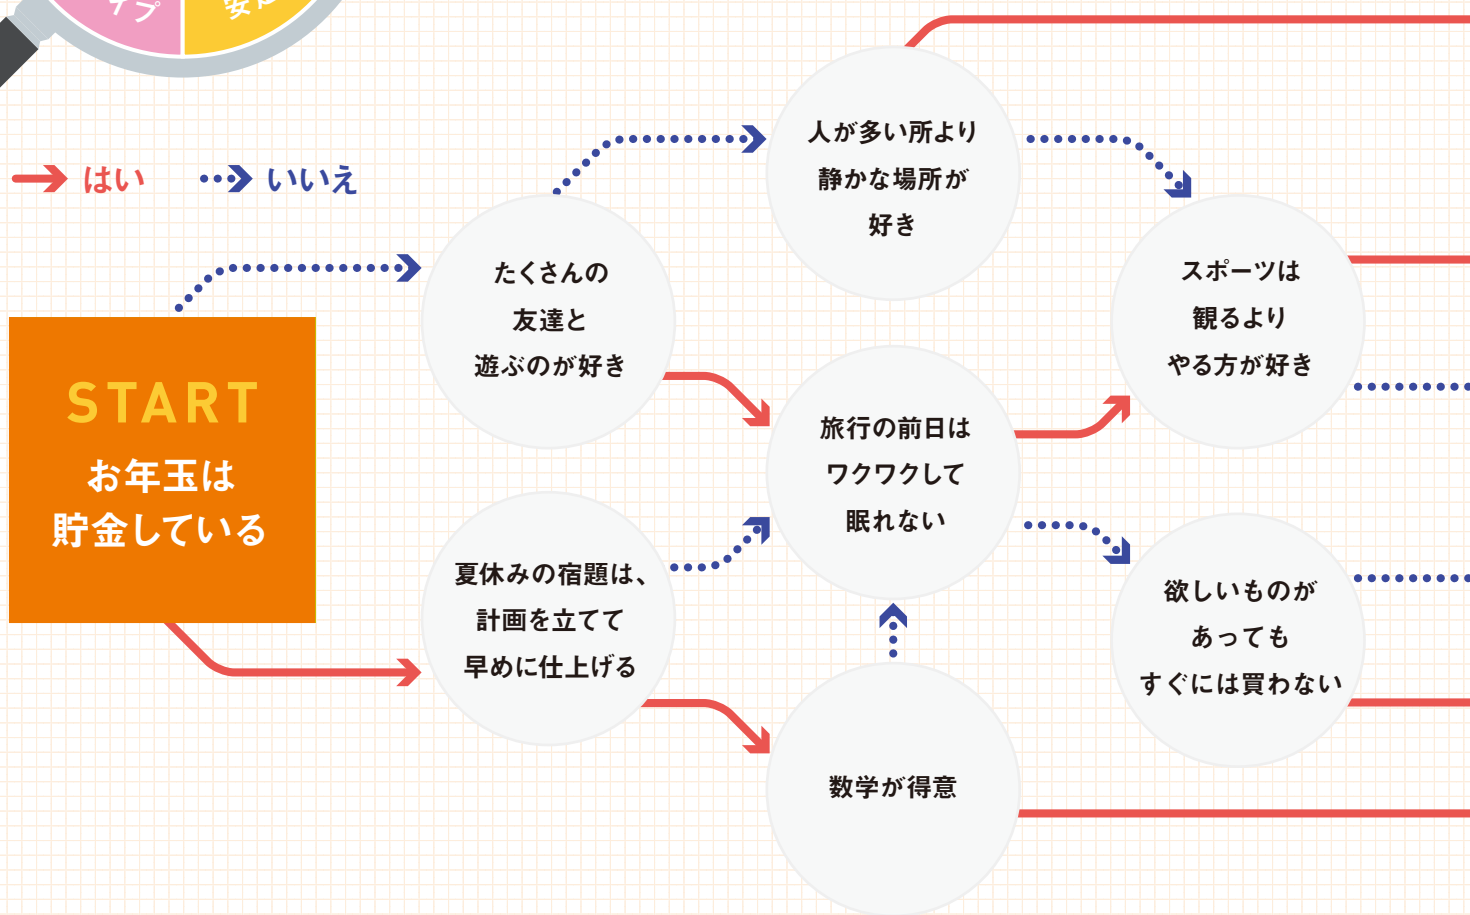 イプ
はい
いいえ
START
お年玉は
貯金している
たくさんの
友達と
遊ぶのが好き
夏休みの宿題は、
計画を立てて
早めに仕上げる
人が多い所より
静かな場所が
好き
旅行の前日は
ワクワクして
眠れない
数学が得意
スポーツは
観るより
やる方が好き
欲しいものが
あっても
すぐには買わない